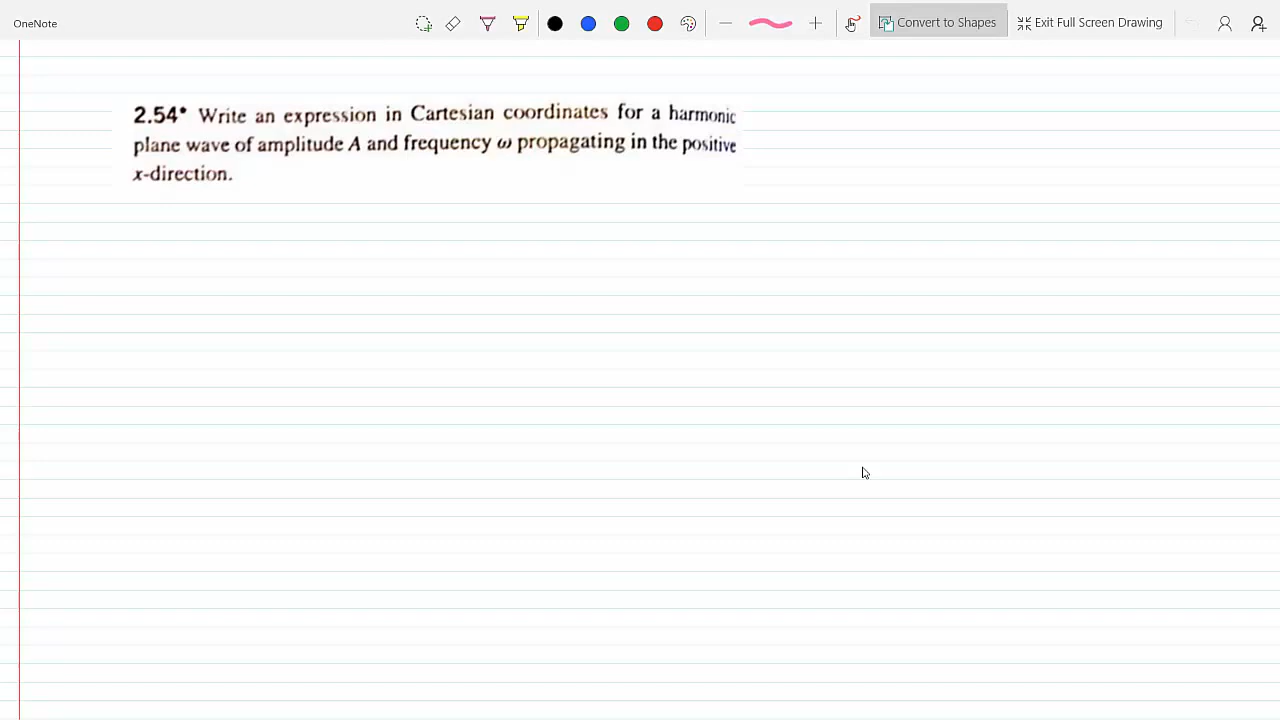 OneNote
Convert to Shapes
Exit Full Screen Drawing
2.54* Write an expression in Cartesian coordinates for a harmonic
plane wave of amplitude A and frequency ω propagating in the positive
x-direction.